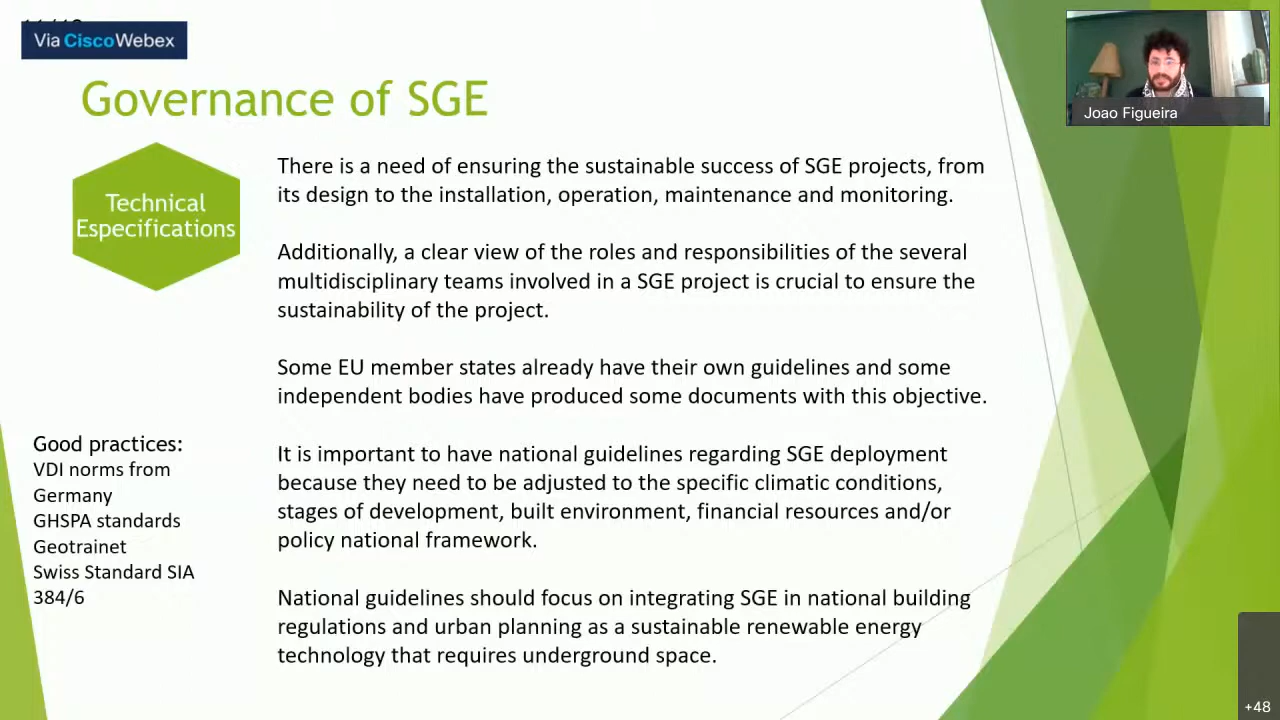 Via Cisco Webex
Governance of SGE
Joao Figueira
Technical
Especifications
There is a need of ensuring the sustainable success of SGE projects, from
its design to the installation, operation, maintenance and monitoring.
Additionally, a clear view of the roles and responsibilities of the several
multidisciplinary teams involved in a SGE project is crucial to ensure the
sustainability of the project.
Some EU member states already have their own guidelines and some
independent bodies have produced some documents with this objective.
Good practices:
VDI norms from
Germany
GHSPA standards
Geotrainet
Swiss Standard SIA
384/6
It is important to have national guidelines regarding SGE deployment
because they need to be adjusted to the specific climatic conditions,
stages of development, built environment, financial resources and/or
policy national framework.
National guidelines should focus on integrating SGE in national building
regulations and urban planning as a sustainable renewable energy
technology that requires underground space.
+48